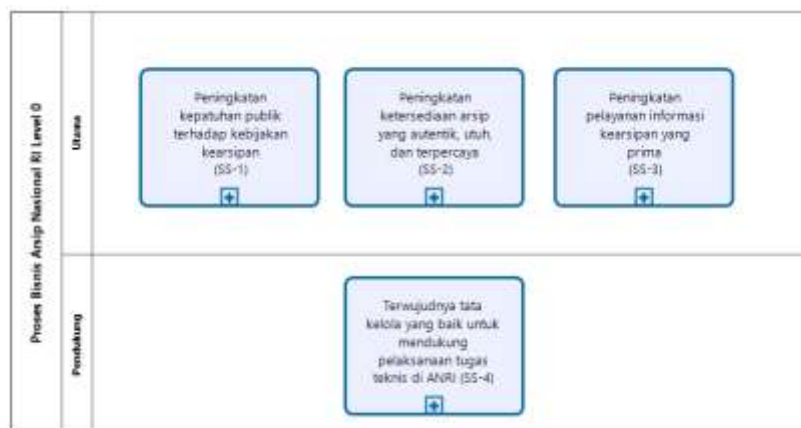 Proses Bisnis Arsip Nasional RI Level 0
Utama
Peningkatan
kepatuhan publik
terhadap kebijakan
kearsipan
(SS-1)
Peningkatan
ketersediaan arsip
yang autentik, utuh,
dan terpercaya
(SS-2)
Peningkatan
pelayanan informasi
kearsipan yang
prima
(SS-3)
Pendukung
Terwujudnya tata
kelola yang baik untuk
mendukung
pelaksanaan tugas
teknis di ANRI (SS-4)